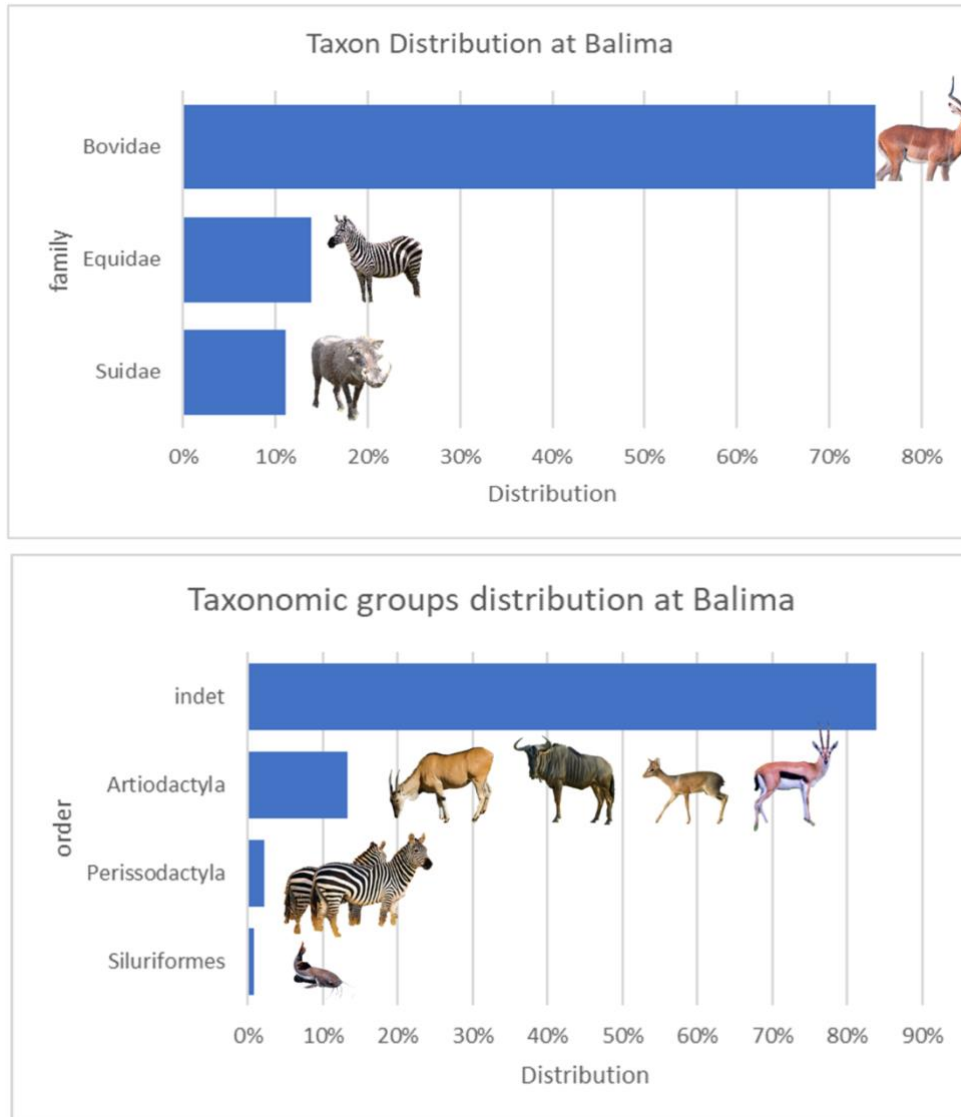 Taxon Distribution at Balima
family
Bovidae
Equidae
Suidae
0% 10% 20% 30% 40% 50% 60% 70% 80%
Distribution
Taxonomic groups distribution at Balima
order
indet
Artiodactyla
Perissodactyla
Siluriformes
0% 10% 20% 30% 40% 50% 60% 70% 80% 90%
Distribution